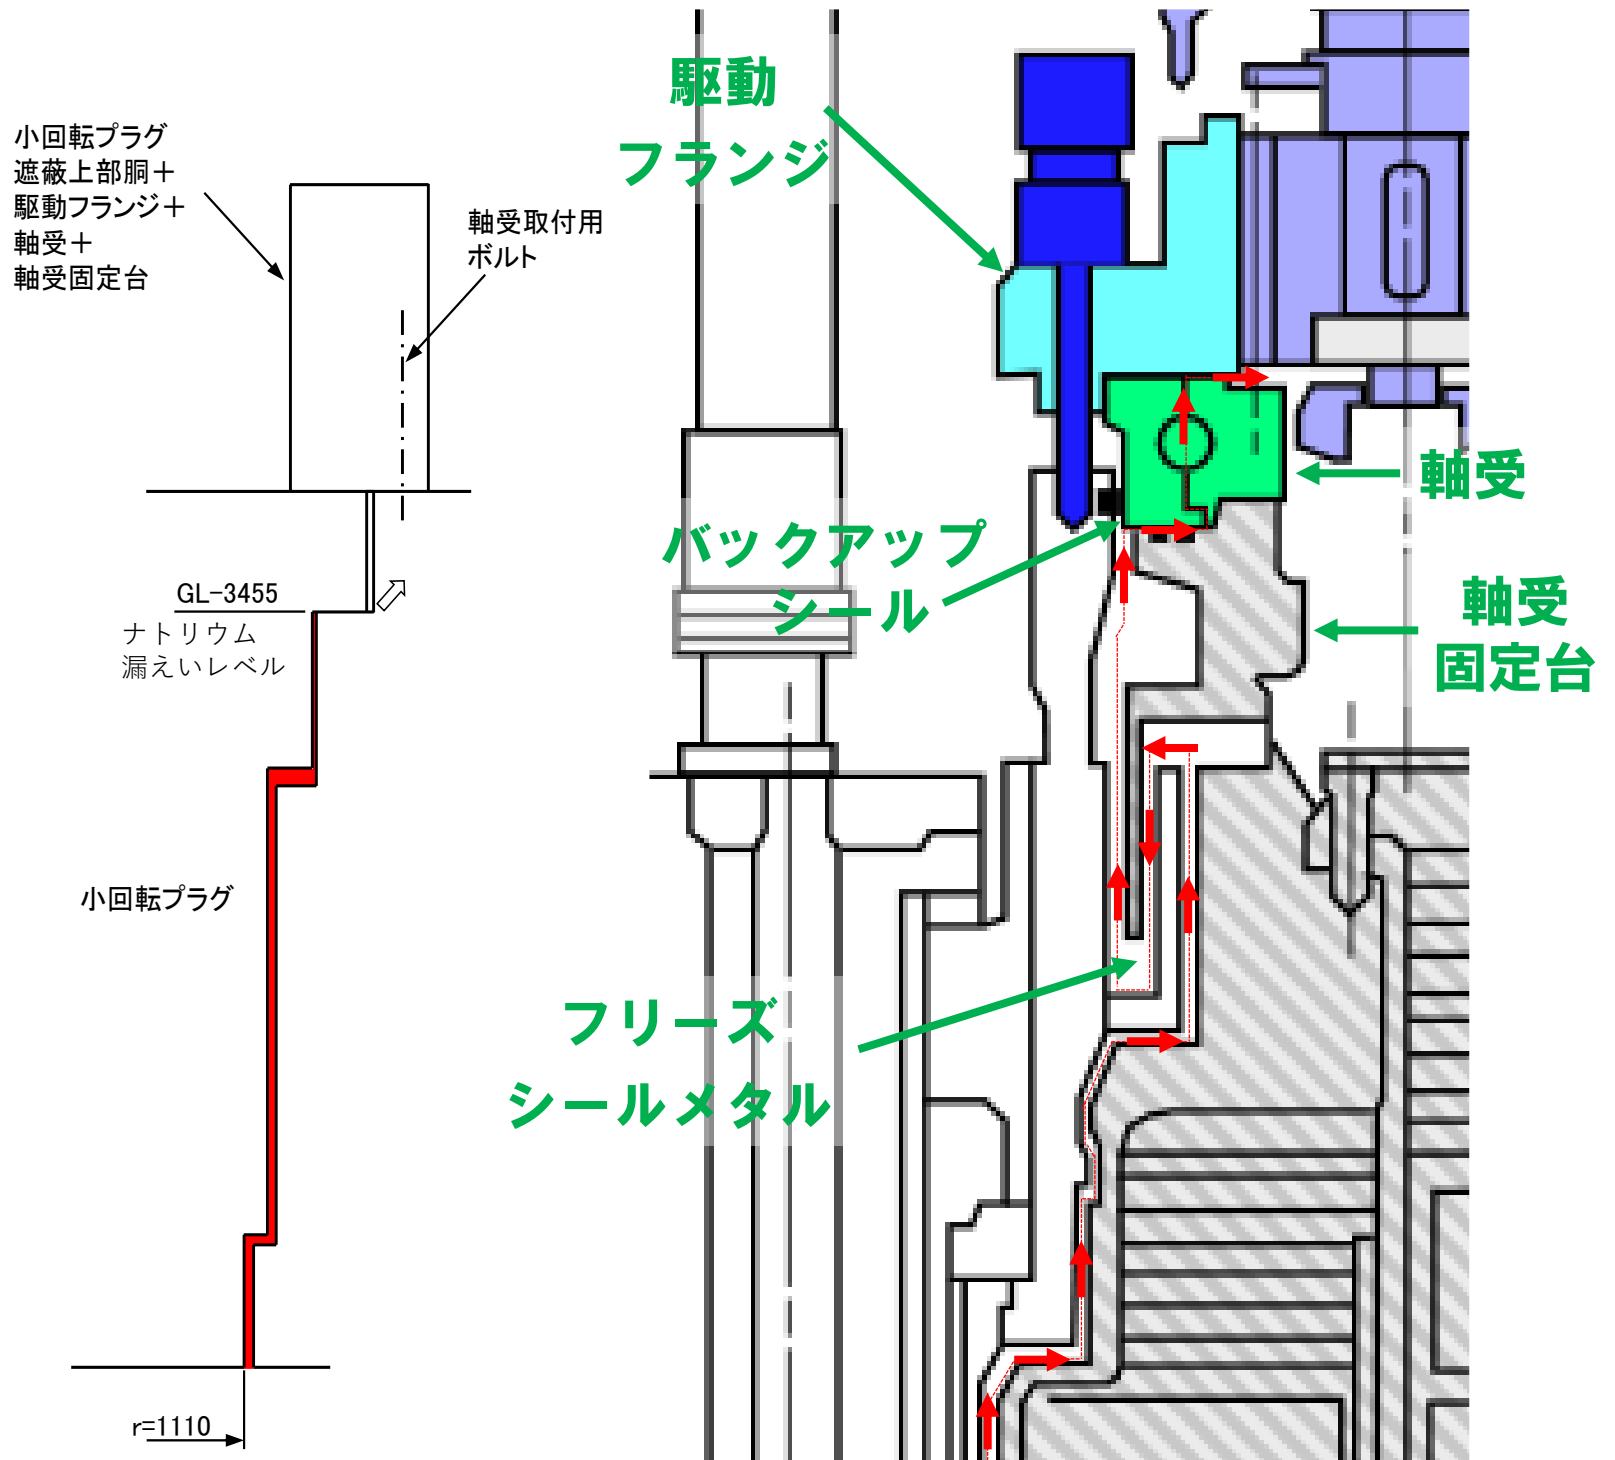 小回転プラグ
遮蔽上部胴＋
駆動フランジ＋
軸受＋
軸受固定台
軸受取付用
ボルト
GL-3455
ナトリウム
漏えいレベル
小回転プラグ
r=1110
駆動
フランジ
バックアップ
シール
フリーズ
シールメタル
軸受
軸受
固定台